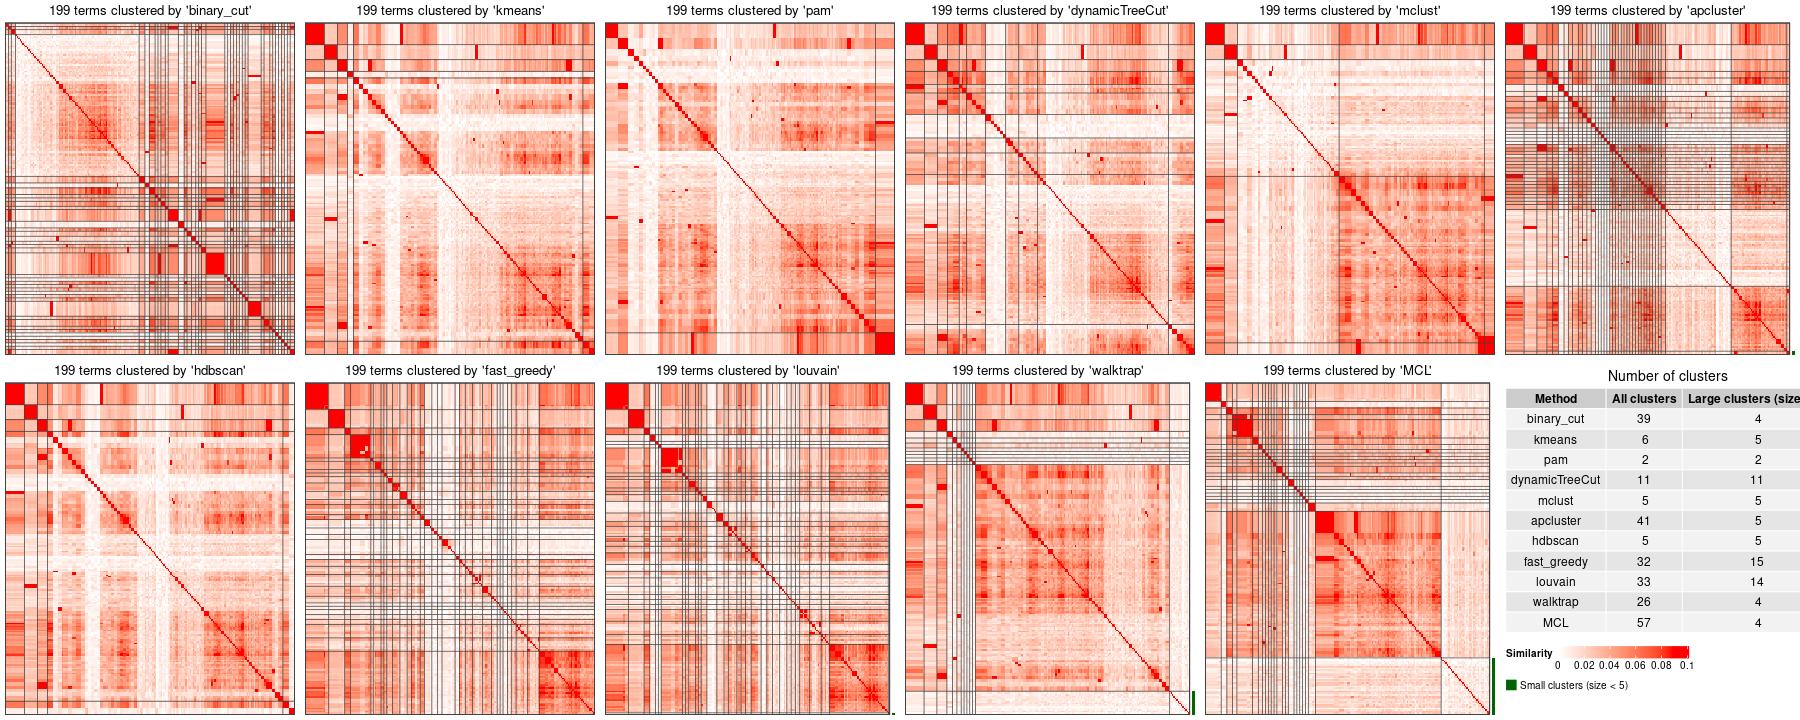 199 terms clustered by 'binary_cut'
199 terms clustered by 'kmeans'
199 terms clustered by 'pam'
199 terms clustered by 'dynamicTreeCut'
199 terms clustered by 'mclust'
199 terms clustered by 'apcluster'
199 terms clustered by 'hdbscan'
199 terms clustered by 'fast_greedy'
199 terms clustered by 'louvain'
199 terms clustered by 'walktrap'
199 terms clustered by 'MCL'
Number of clusters
Method All clusters Large clusters (size
binary_cut 39 4
kmeans 6 5
pam 2 2
dynamicTreeCut 11 11
mclust 5 5
apcluster 41 5
hdbscan 5 5
fast_greedy 32 15
louvain 33 14
walktrap 26 4
MCL 57 4
Similarity
0 0.02 0.04 0.06 0.08 0.1
Small clusters (size < 5)